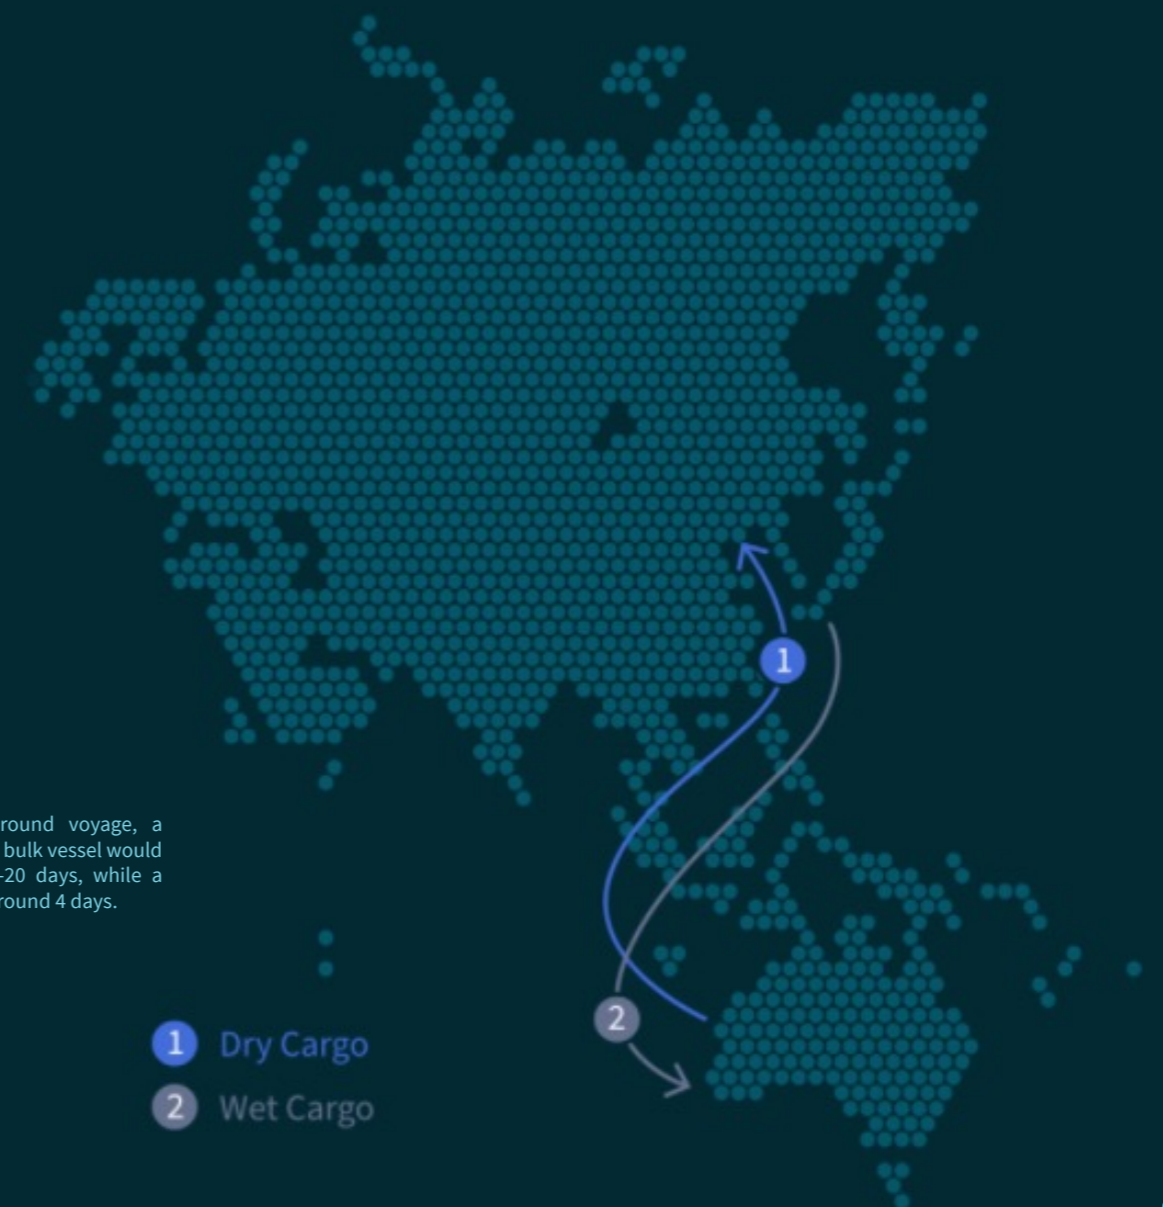 round voyage, a
bulk vessel would
-20 days, while a
round 4 days.
1
2
1 Dry Cargo
2 Wet Cargo